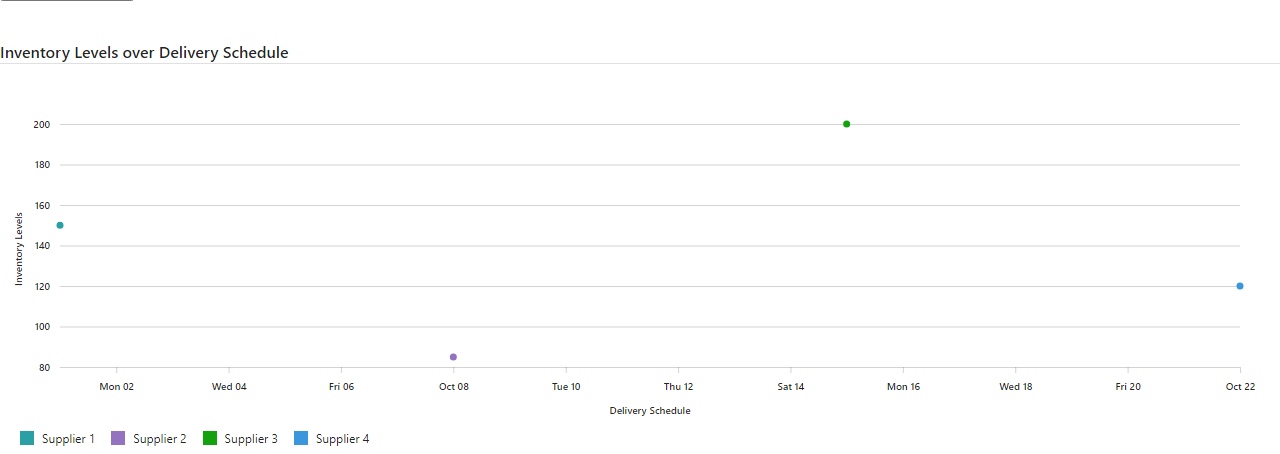 Inventory Levels over Delivery Schedule
200
180
160
140
120
100
80
Inventory Levels
Mon 02 Wed 04 Fri 06 Oct 08 Tue 10 Thu 12 Sat 14 Mon 16 Wed 18 Fri 20 Oct 22
Delivery Schedule
Supplier 1 Supplier 2 Supplier 3 Supplier 4